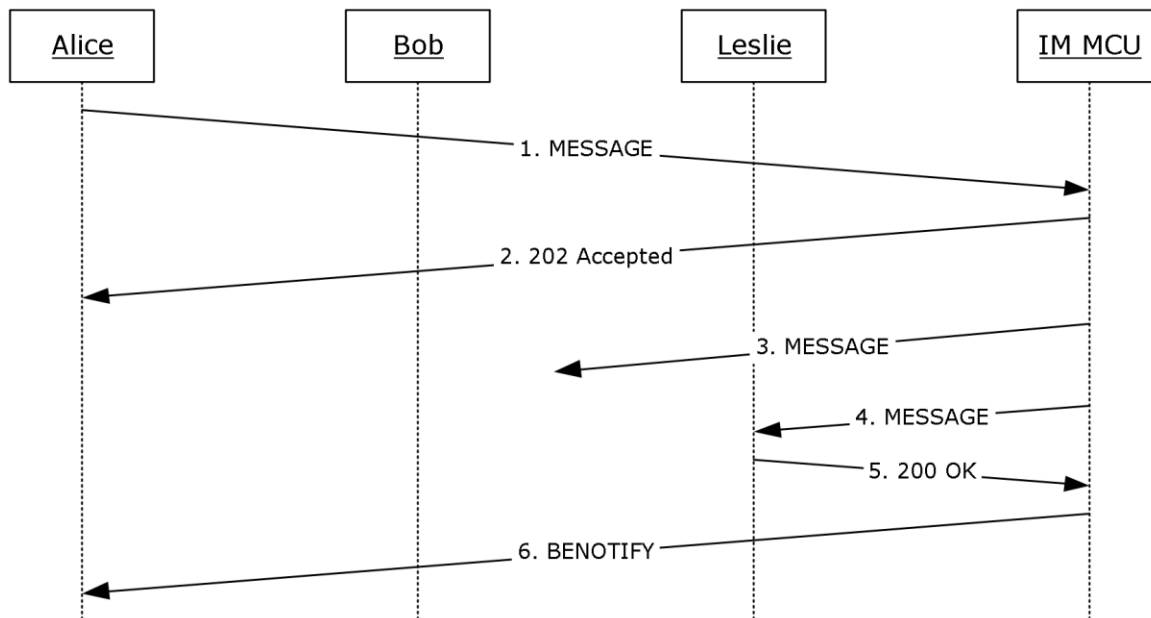 Alice
Bob
Leslie
IM MCU
1. MESSAGE
2. 202 Accepted
3. MESSAGE
4. MESSAGE
5. 200 OK
6. BENOTIFY